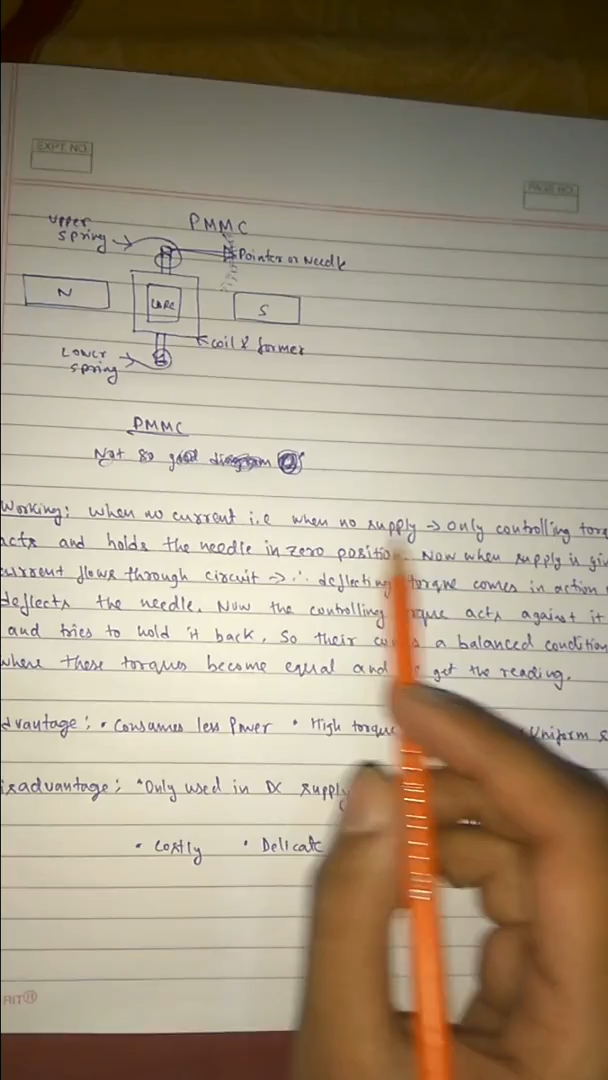 EXPT. NO.
PAGE NO.
PMMC
Upper
spring
Pointer or Needle
N
CORE
S
coil & former
Lower
spring
PMMC
Not so good diagram
Working: When no current i.e when no supply → only controlling
acts and holds the needle in zero position. Now when supply is
current flows through circuit → ∴ deflecting torque comes in action
deflects the needle. Now the controlling acts against it
and tries to hold it back. So their a balanced condition
where these torques become equal and get the reading.
dvantage: • Consumes less Power • High • Uniform
isadvantage: • Only used in DC supply
• Costly • Delicate